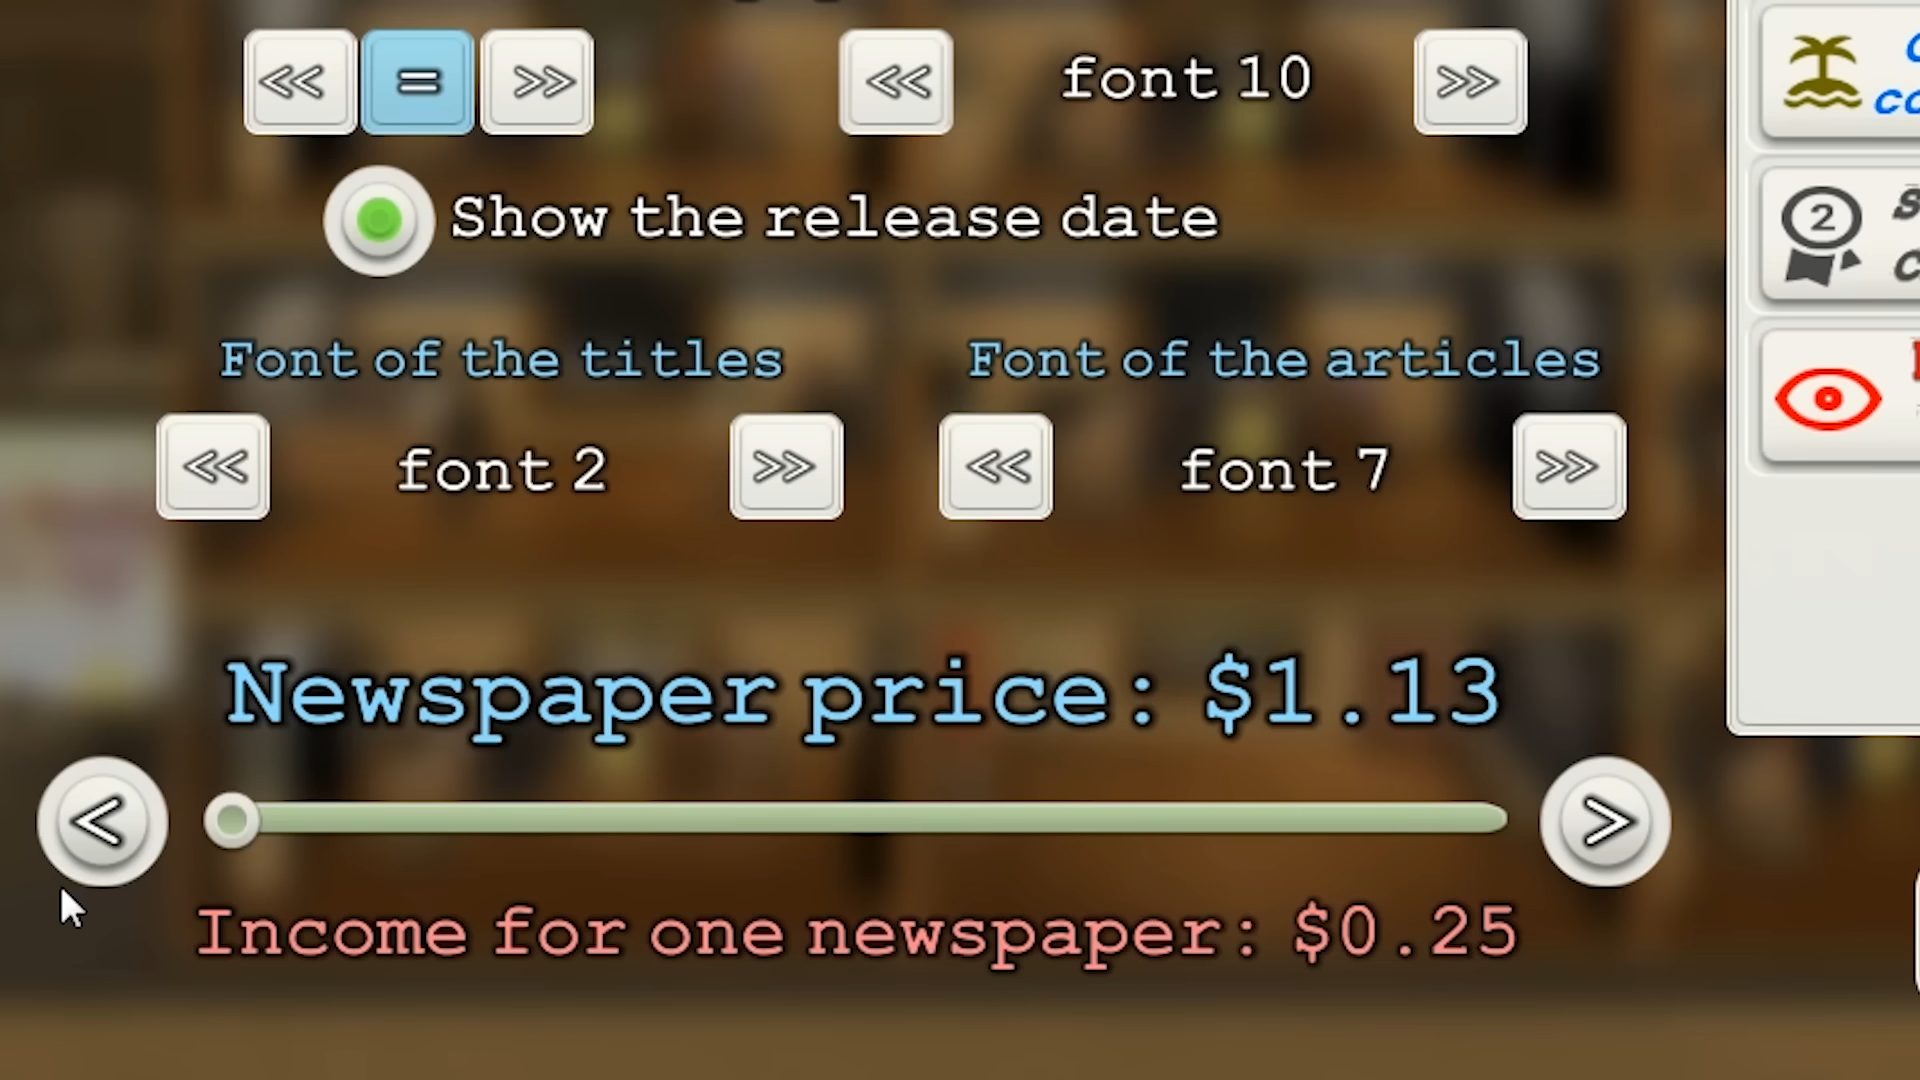 << = >> << font 10 >>
Show the release date
Font of the titles Font of the articles
<< font 2 >> << font 7 >>
Newspaper price: $1.13
< >
Income for one newspaper: $0.25
2